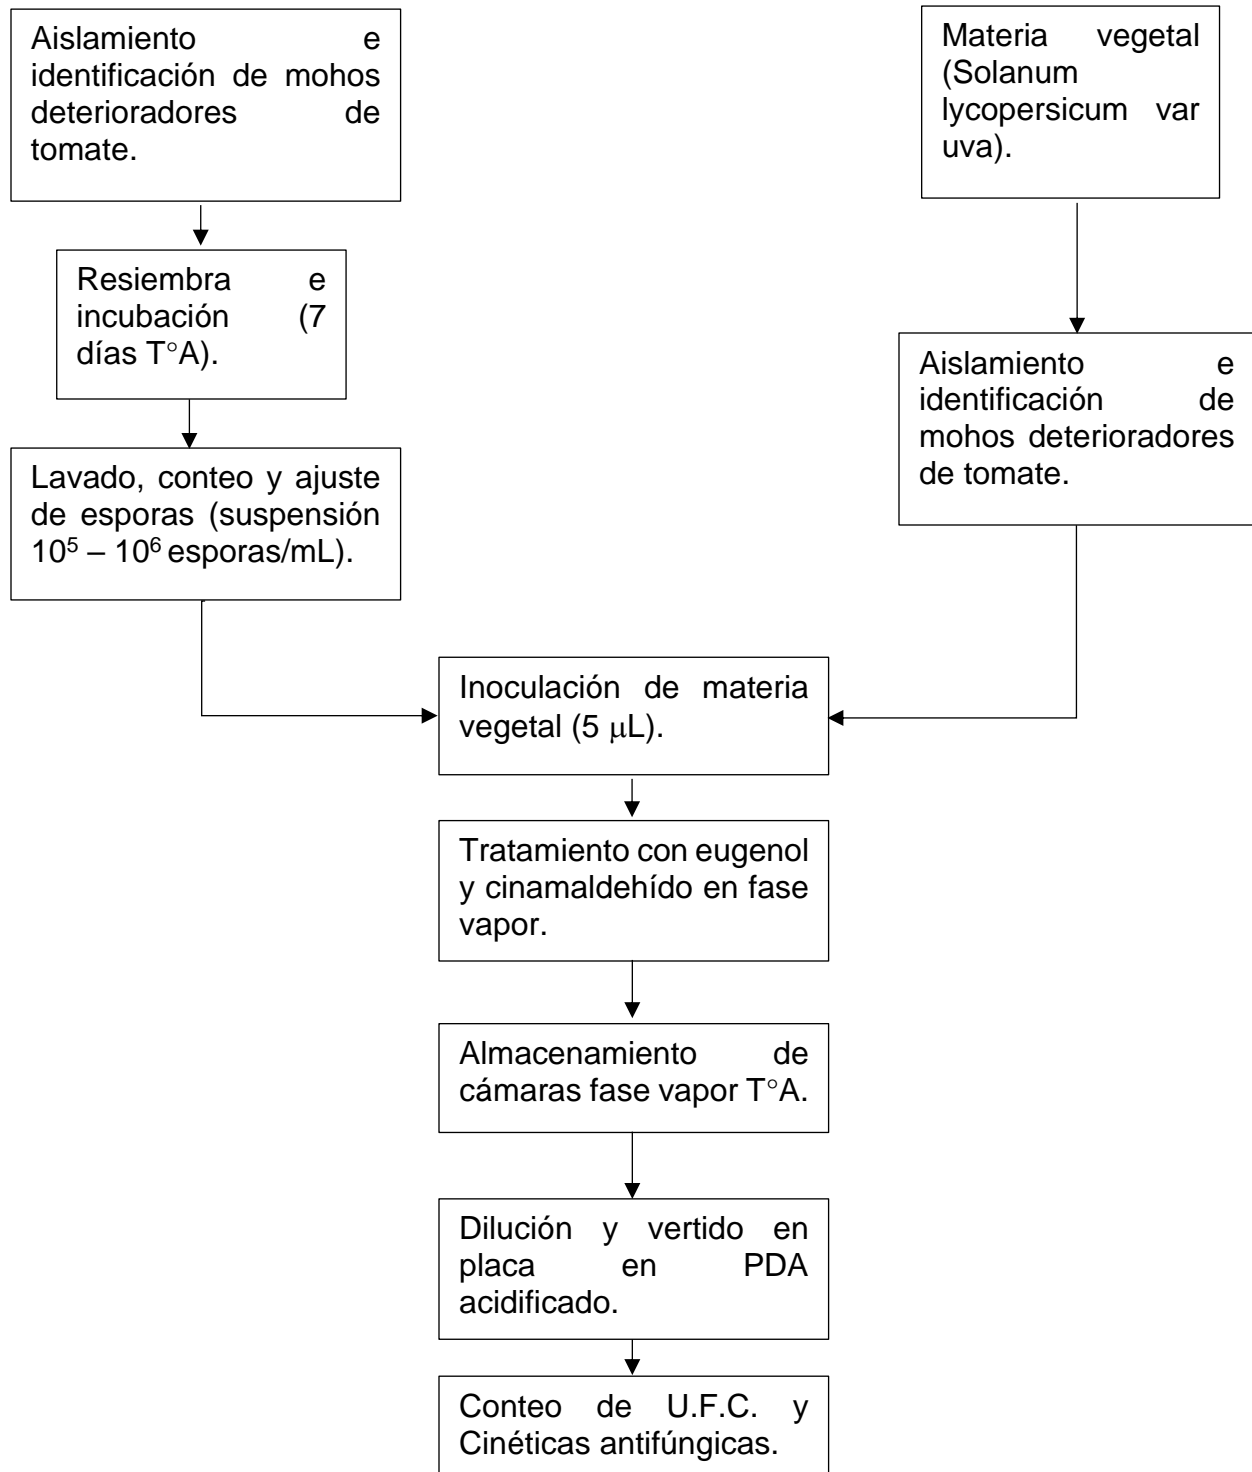 Aislamiento e
identificación de mohos
deterioradores de
tomate.
Resiembra e
incubación (7
días T°A).
Lavado, conteo y ajuste
de esporas (suspensión
10⁵ – 10⁶ esporas/mL).
Materia vegetal
(Solanum
lycopersicum var
uva).
Aislamiento e
identificación de
mohos deterioradores
de tomate.
Inoculación de materia
vegetal (5 μL).
Tratamiento con eugenol
y cinamaldehído en fase
vapor.
Almacenamiento de
cámaras fase vapor T°A.
Dilución y vertido en
placa en PDA
acidificado.
Conteo de U.F.C. y
Cinéticas antifúngicas.